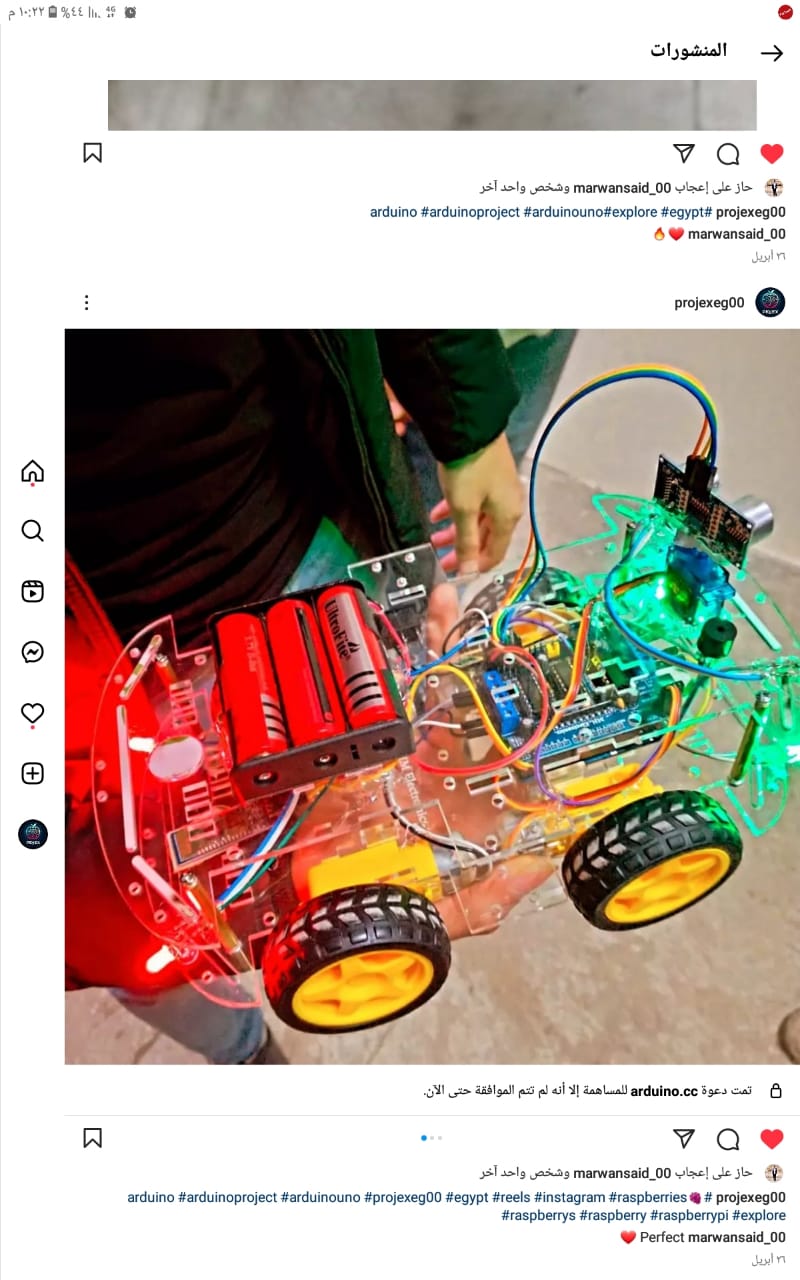 ١٠:٢٢ م ٤٤% 4G
المنشورات
حاز على إعجاب marwansaid_00 وشخص واحد آخر
projexeg00 #arduino #arduinoproject #arduinouno#explore #egypt
marwansaid_00 ❤️🔥
٢٦ أبريل
projexeg00
UltroFite
تمت دعوة arduino.cc للمساهمة إلا أنه لم تتم الموافقة حتى الآن.
حاز على إعجاب marwansaid_00 وشخص واحد آخر
projexeg00 #arduino #arduinoproject #arduinouno #projexeg00 #egypt #reels #instagram #raspberries🍇
#raspberrys #raspberry #raspberrypi #explore
marwansaid_00 Perfect ❤️
٢٦ أبريل